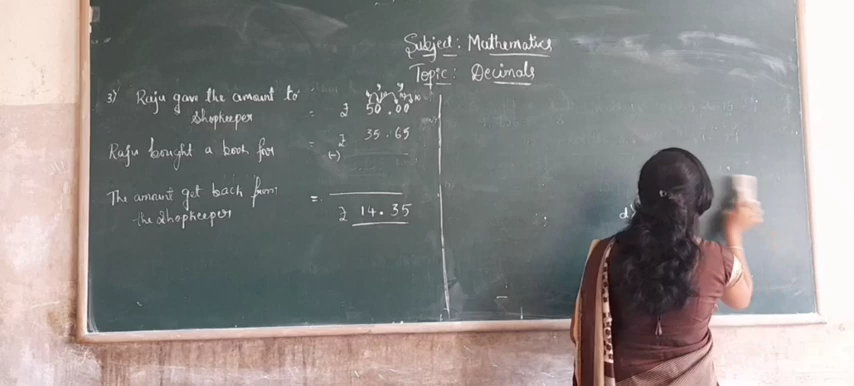 Subject: Mathematics
Topic: Decimals
3) Raju gave the amount to
shopkeeper = ₹ 50.00
Raju bought a book for = ₹ 35.65
(-)
The amount get back from =
the shopkeeper ₹ 14.35
d)